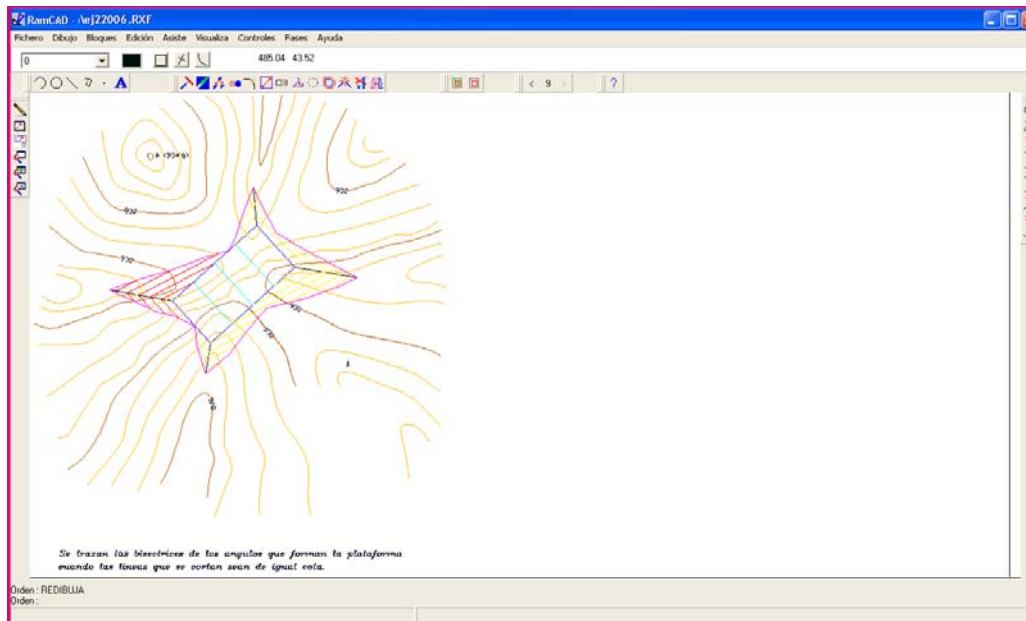 RamCAD - .\ej22006.RXF
Fichero Dibujo Bloques Edición Asiste Visualiza Controles Fases Ayuda
0
485.04 43.52
A
< 9 >
?
930
930
930
Se trazan las bisectrices de los angulos que forman la plataforma
cuando las lineas que se cortan sean de igual cota.
Orden : REDIBUJA
Orden :